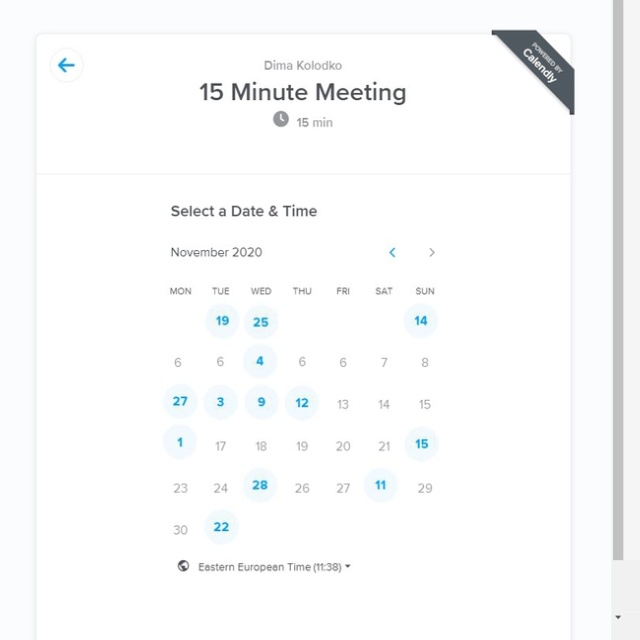 POWERED BY
Calendly
Dima Kolodko
15 Minute Meeting
15 min
Select a Date & Time
November 2020
MON TUE WED THU FRI SAT SUN
19 25 14
6 6 4 6 6 7 8
27 3 9 12 13 14 15
1 17 18 19 20 21 15
23 24 28 26 27 11 29
30 22
Eastern European Time (11:38)